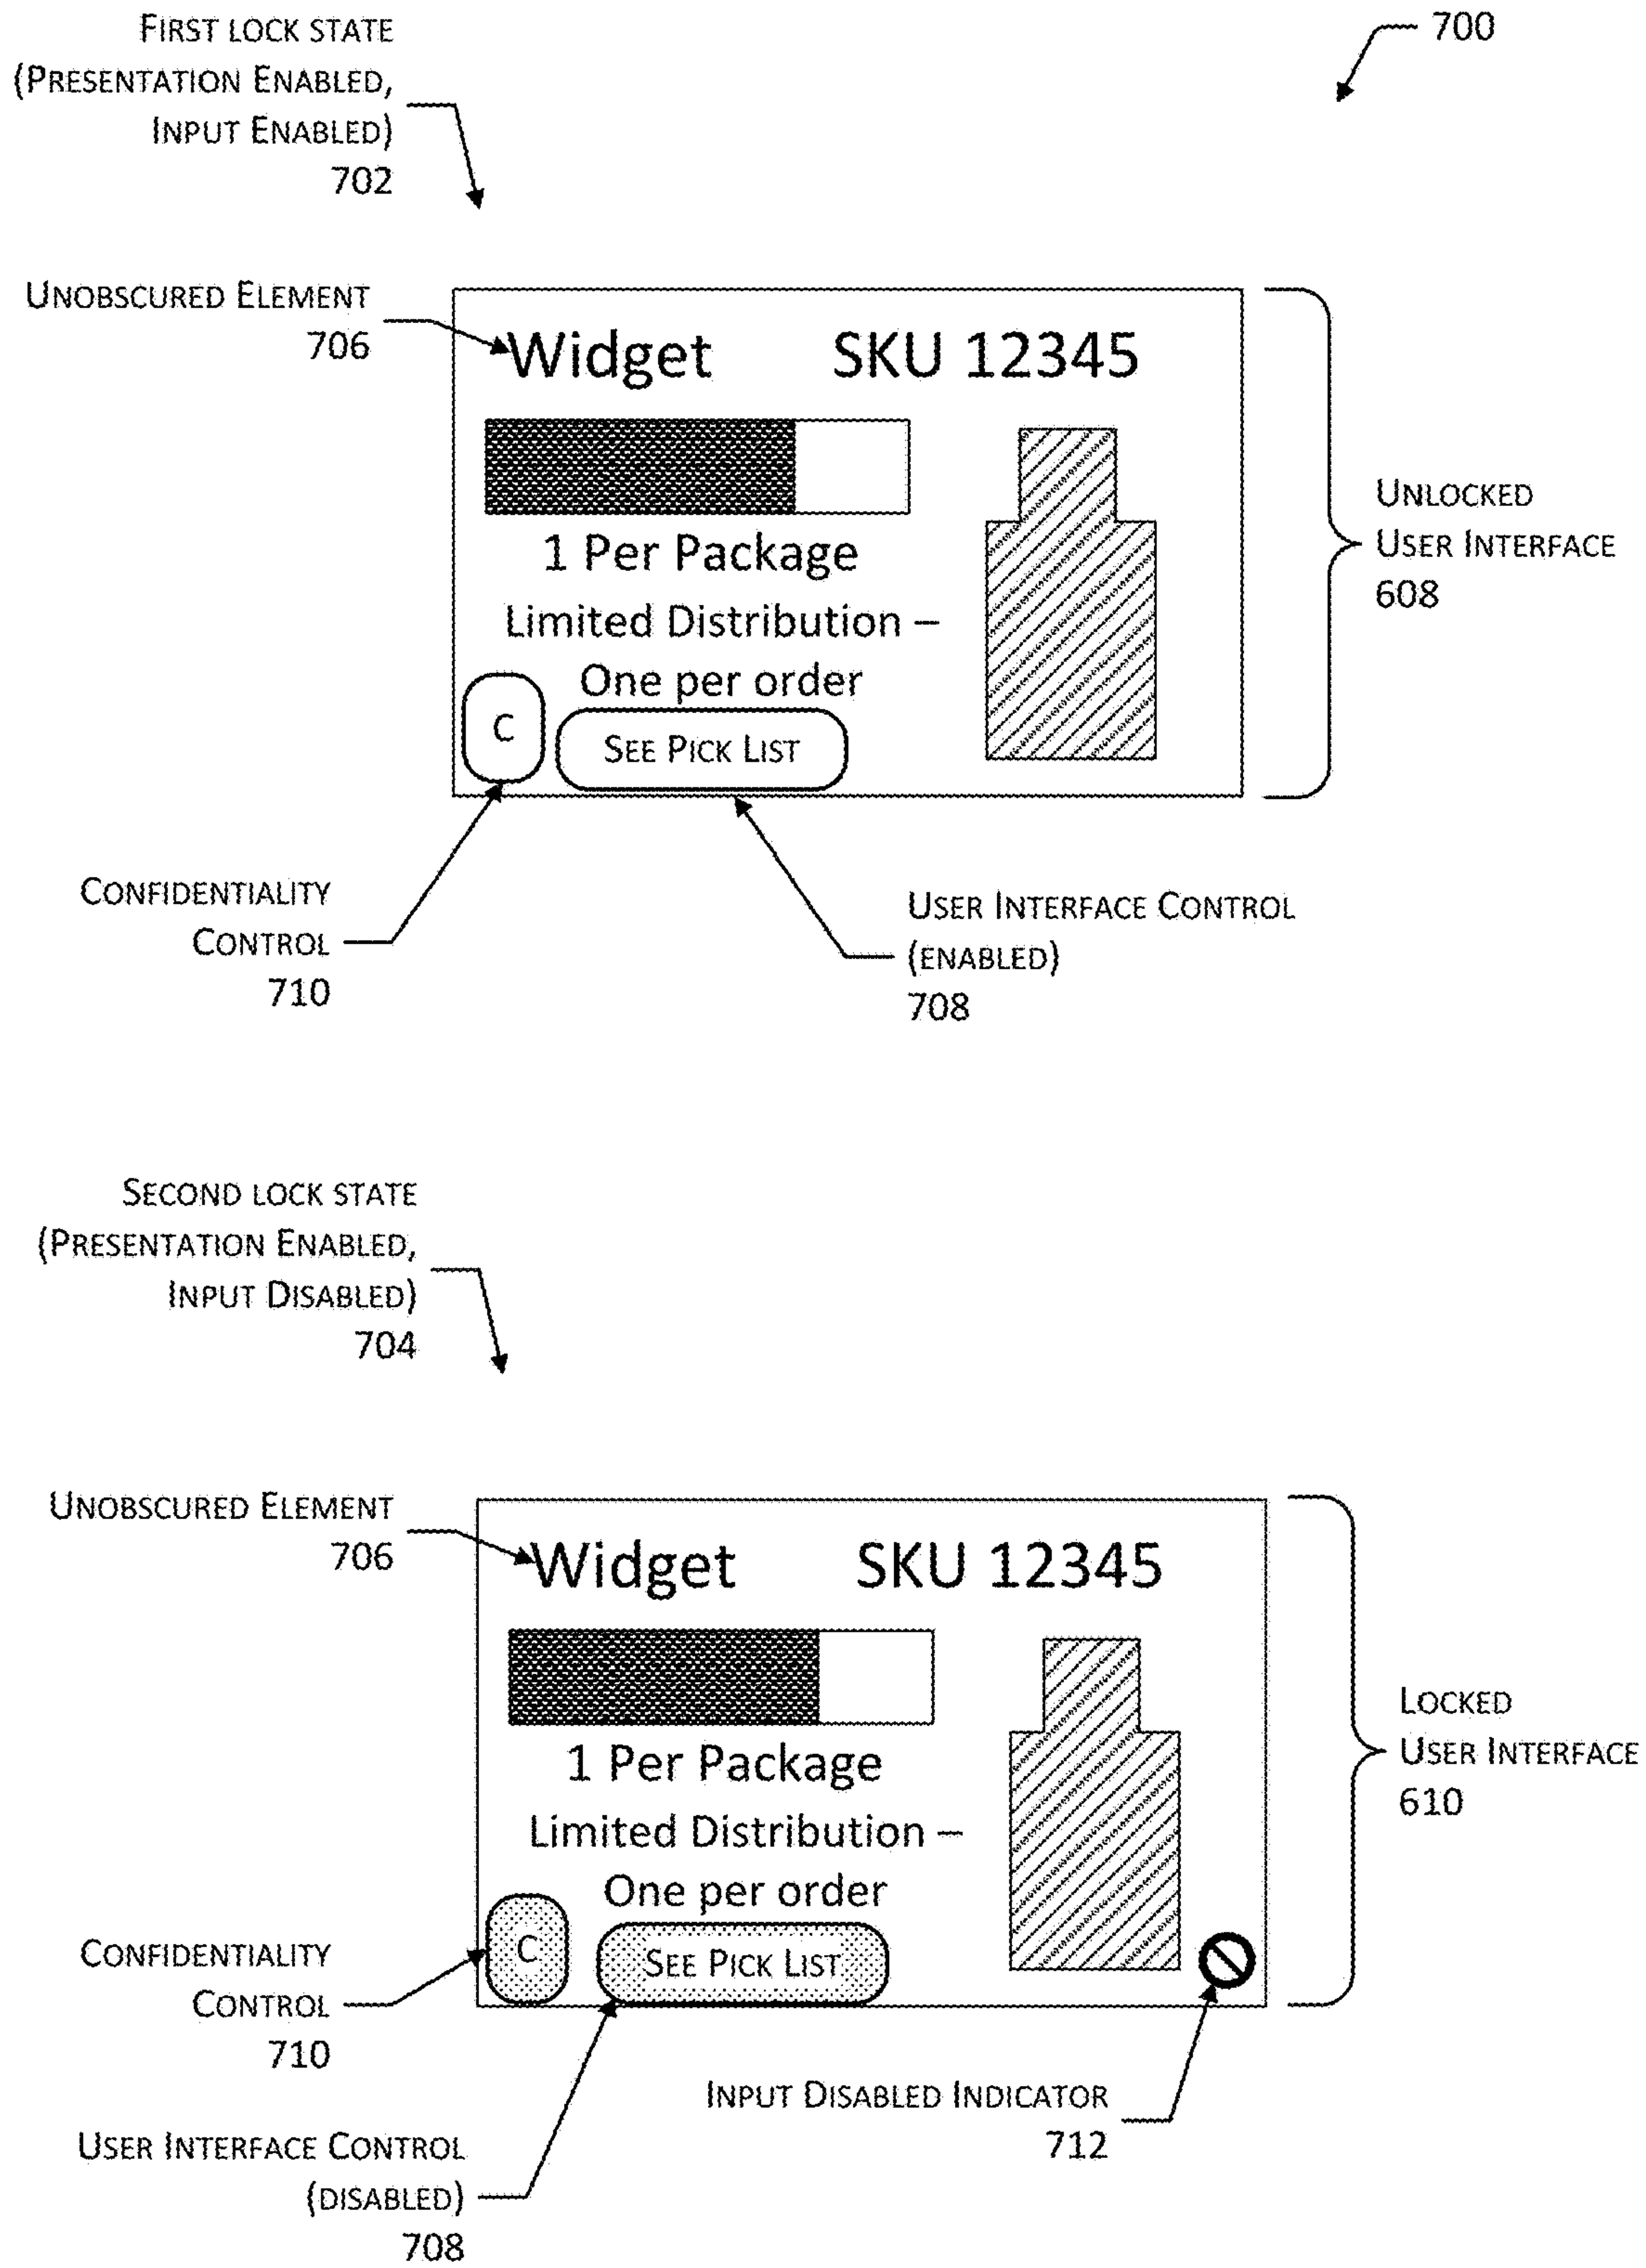 700
FIRST LOCK STATE
(PRESENTATION ENABLED,
INPUT ENABLED)
702
UNOBSCURED ELEMENT
706
Widget SKU 12345
1 Per Package
Limited Distribution –
One per order
C
SEE PICK LIST
UNLOCKED
USER INTERFACE
608
CONFIDENTIALITY
CONTROL
710
USER INTERFACE CONTROL
(ENABLED)
708
SECOND LOCK STATE
(PRESENTATION ENABLED,
INPUT DISABLED)
704
UNOBSCURED ELEMENT
706
Widget SKU 12345
1 Per Package
Limited Distribution –
One per order
C
SEE PICK LIST
LOCKED
USER INTERFACE
610
CONFIDENTIALITY
CONTROL
710
INPUT DISABLED INDICATOR
712
USER INTERFACE CONTROL
(DISABLED)
708